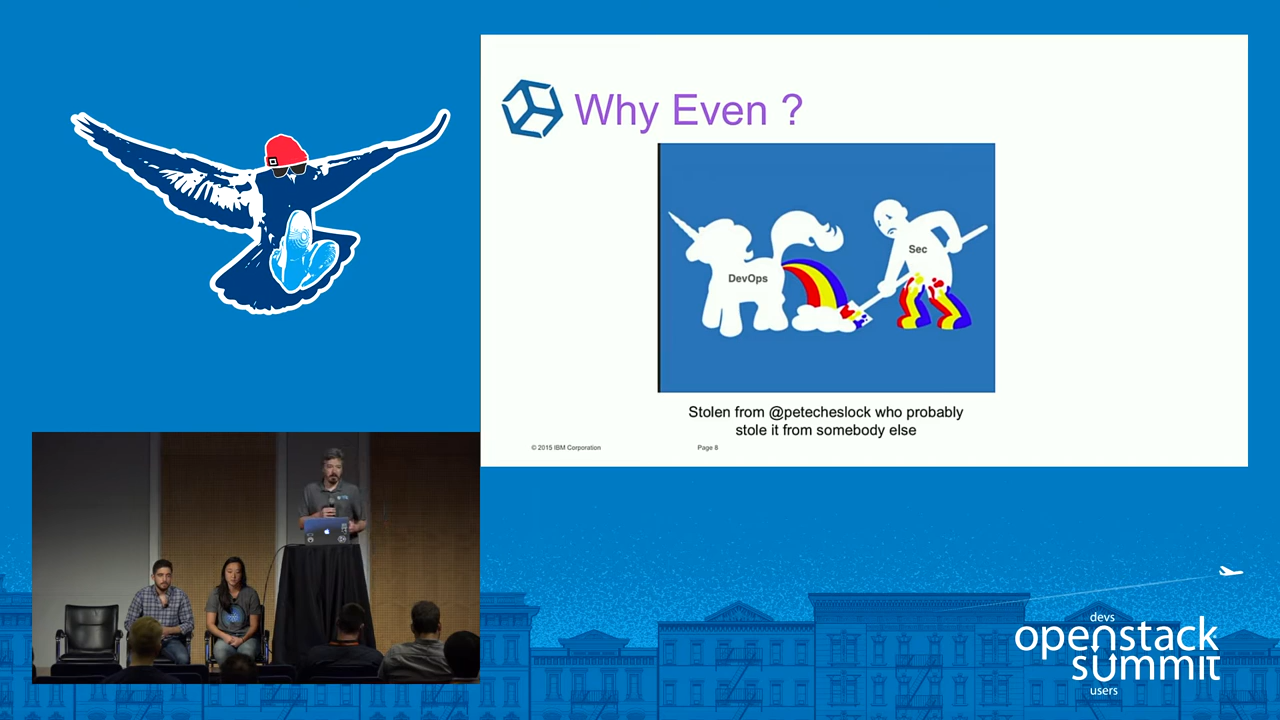 Why Even ?
DevOps
Sec
Stolen from @petecheslock who probably
stole it from somebody else
© 2015 IBM Corporation
Page 8
devs
openstack
summit
users